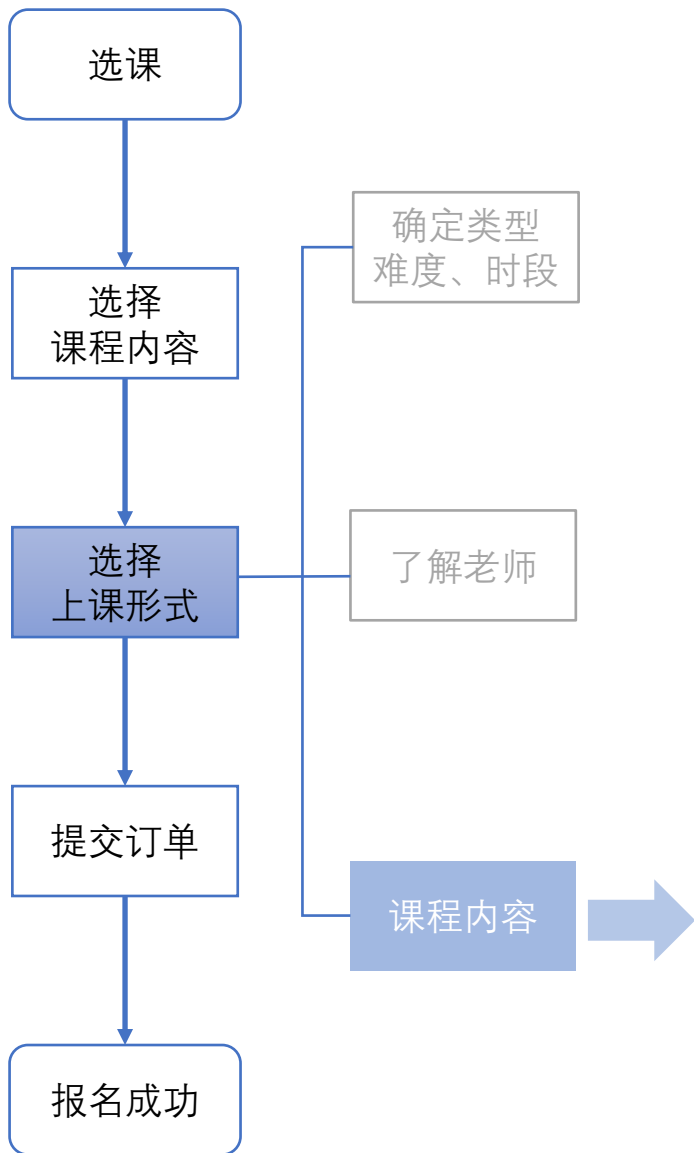 选课
选择
课程内容
选择
上课形式
提交订单
报名成功
确定类型
难度、时段
了解老师
课程内容